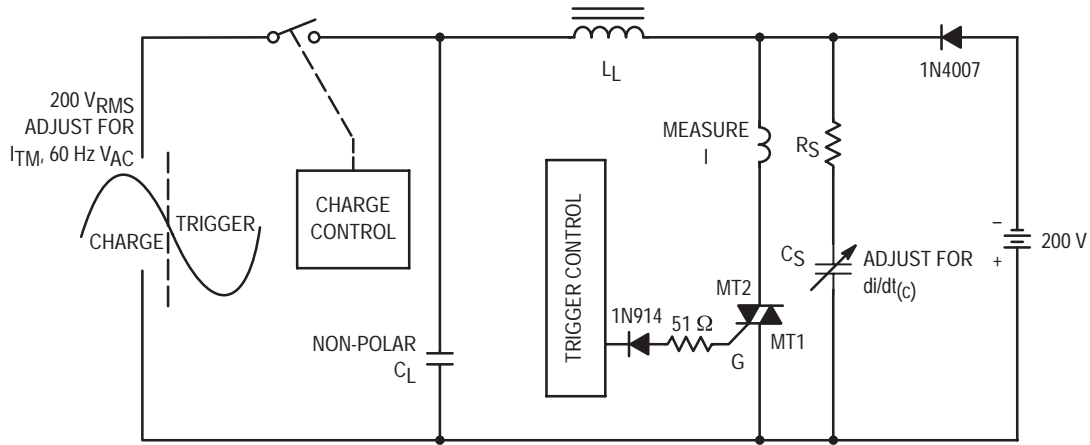 200 VRMS
ADJUST FOR
ITM, 60 Hz VAC
TRIGGER
CHARGE
CHARGE
CONTROL
NON-POLAR
CL
LL
MEASURE
I
TRIGGER CONTROL
1N914
51 Ω
G
MT2
MT1
RS
CS
ADJUST FOR
di/dt(c)
1N4007
–
+
200 V